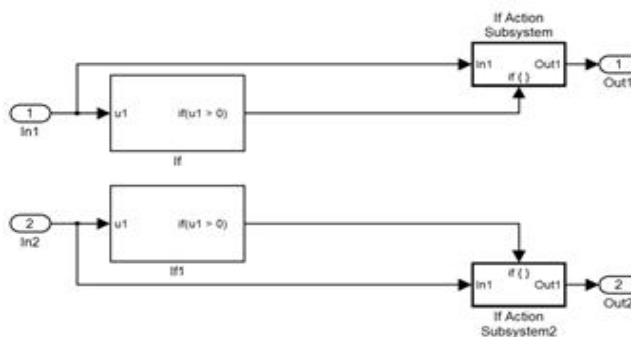 If Action
Subsystem
In1
Out1
if { }
1
Out1
1
In1
u1
if(u1 > 0)
If
2
In2
u1
if(u1 > 0)
If1
if { }
In1
Out1
If Action
Subsystem2
2
Out2